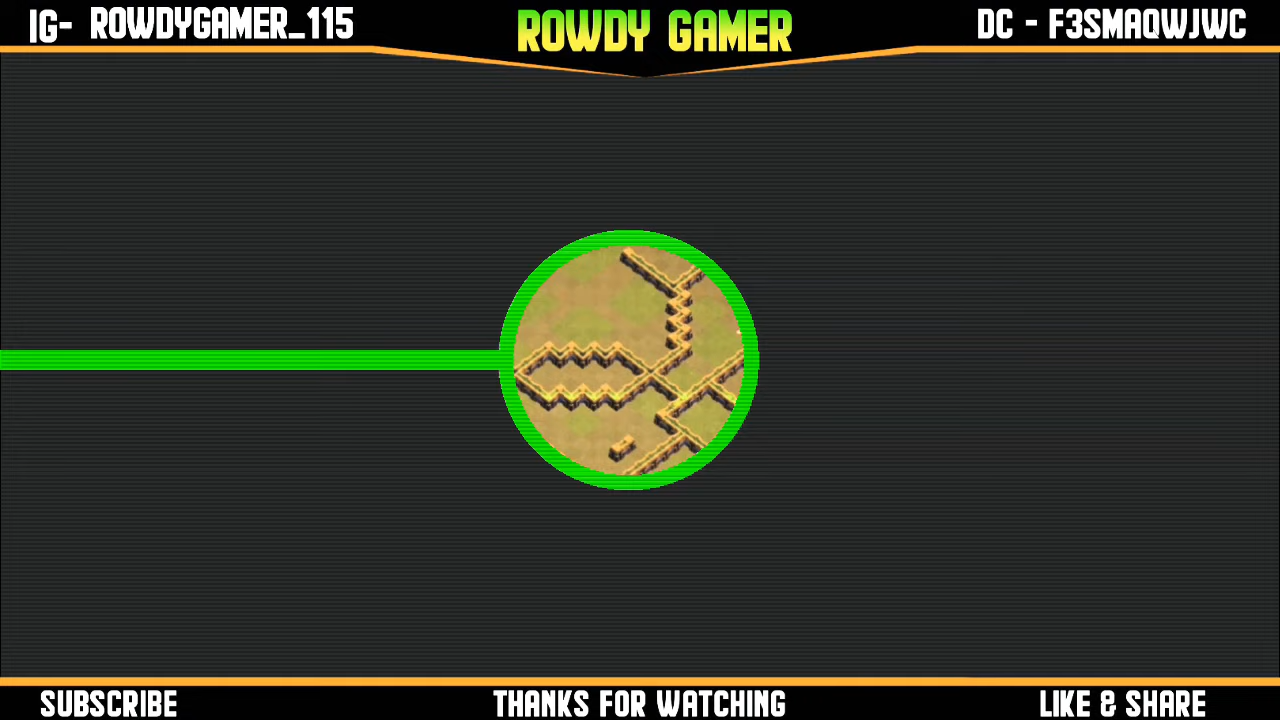 IG- ROWDYGAMER_115
ROWDY GAMER
DC - F3SMAQWJWC
SUBSCRIBE
THANKS FOR WATCHING
LIKE & SHARE